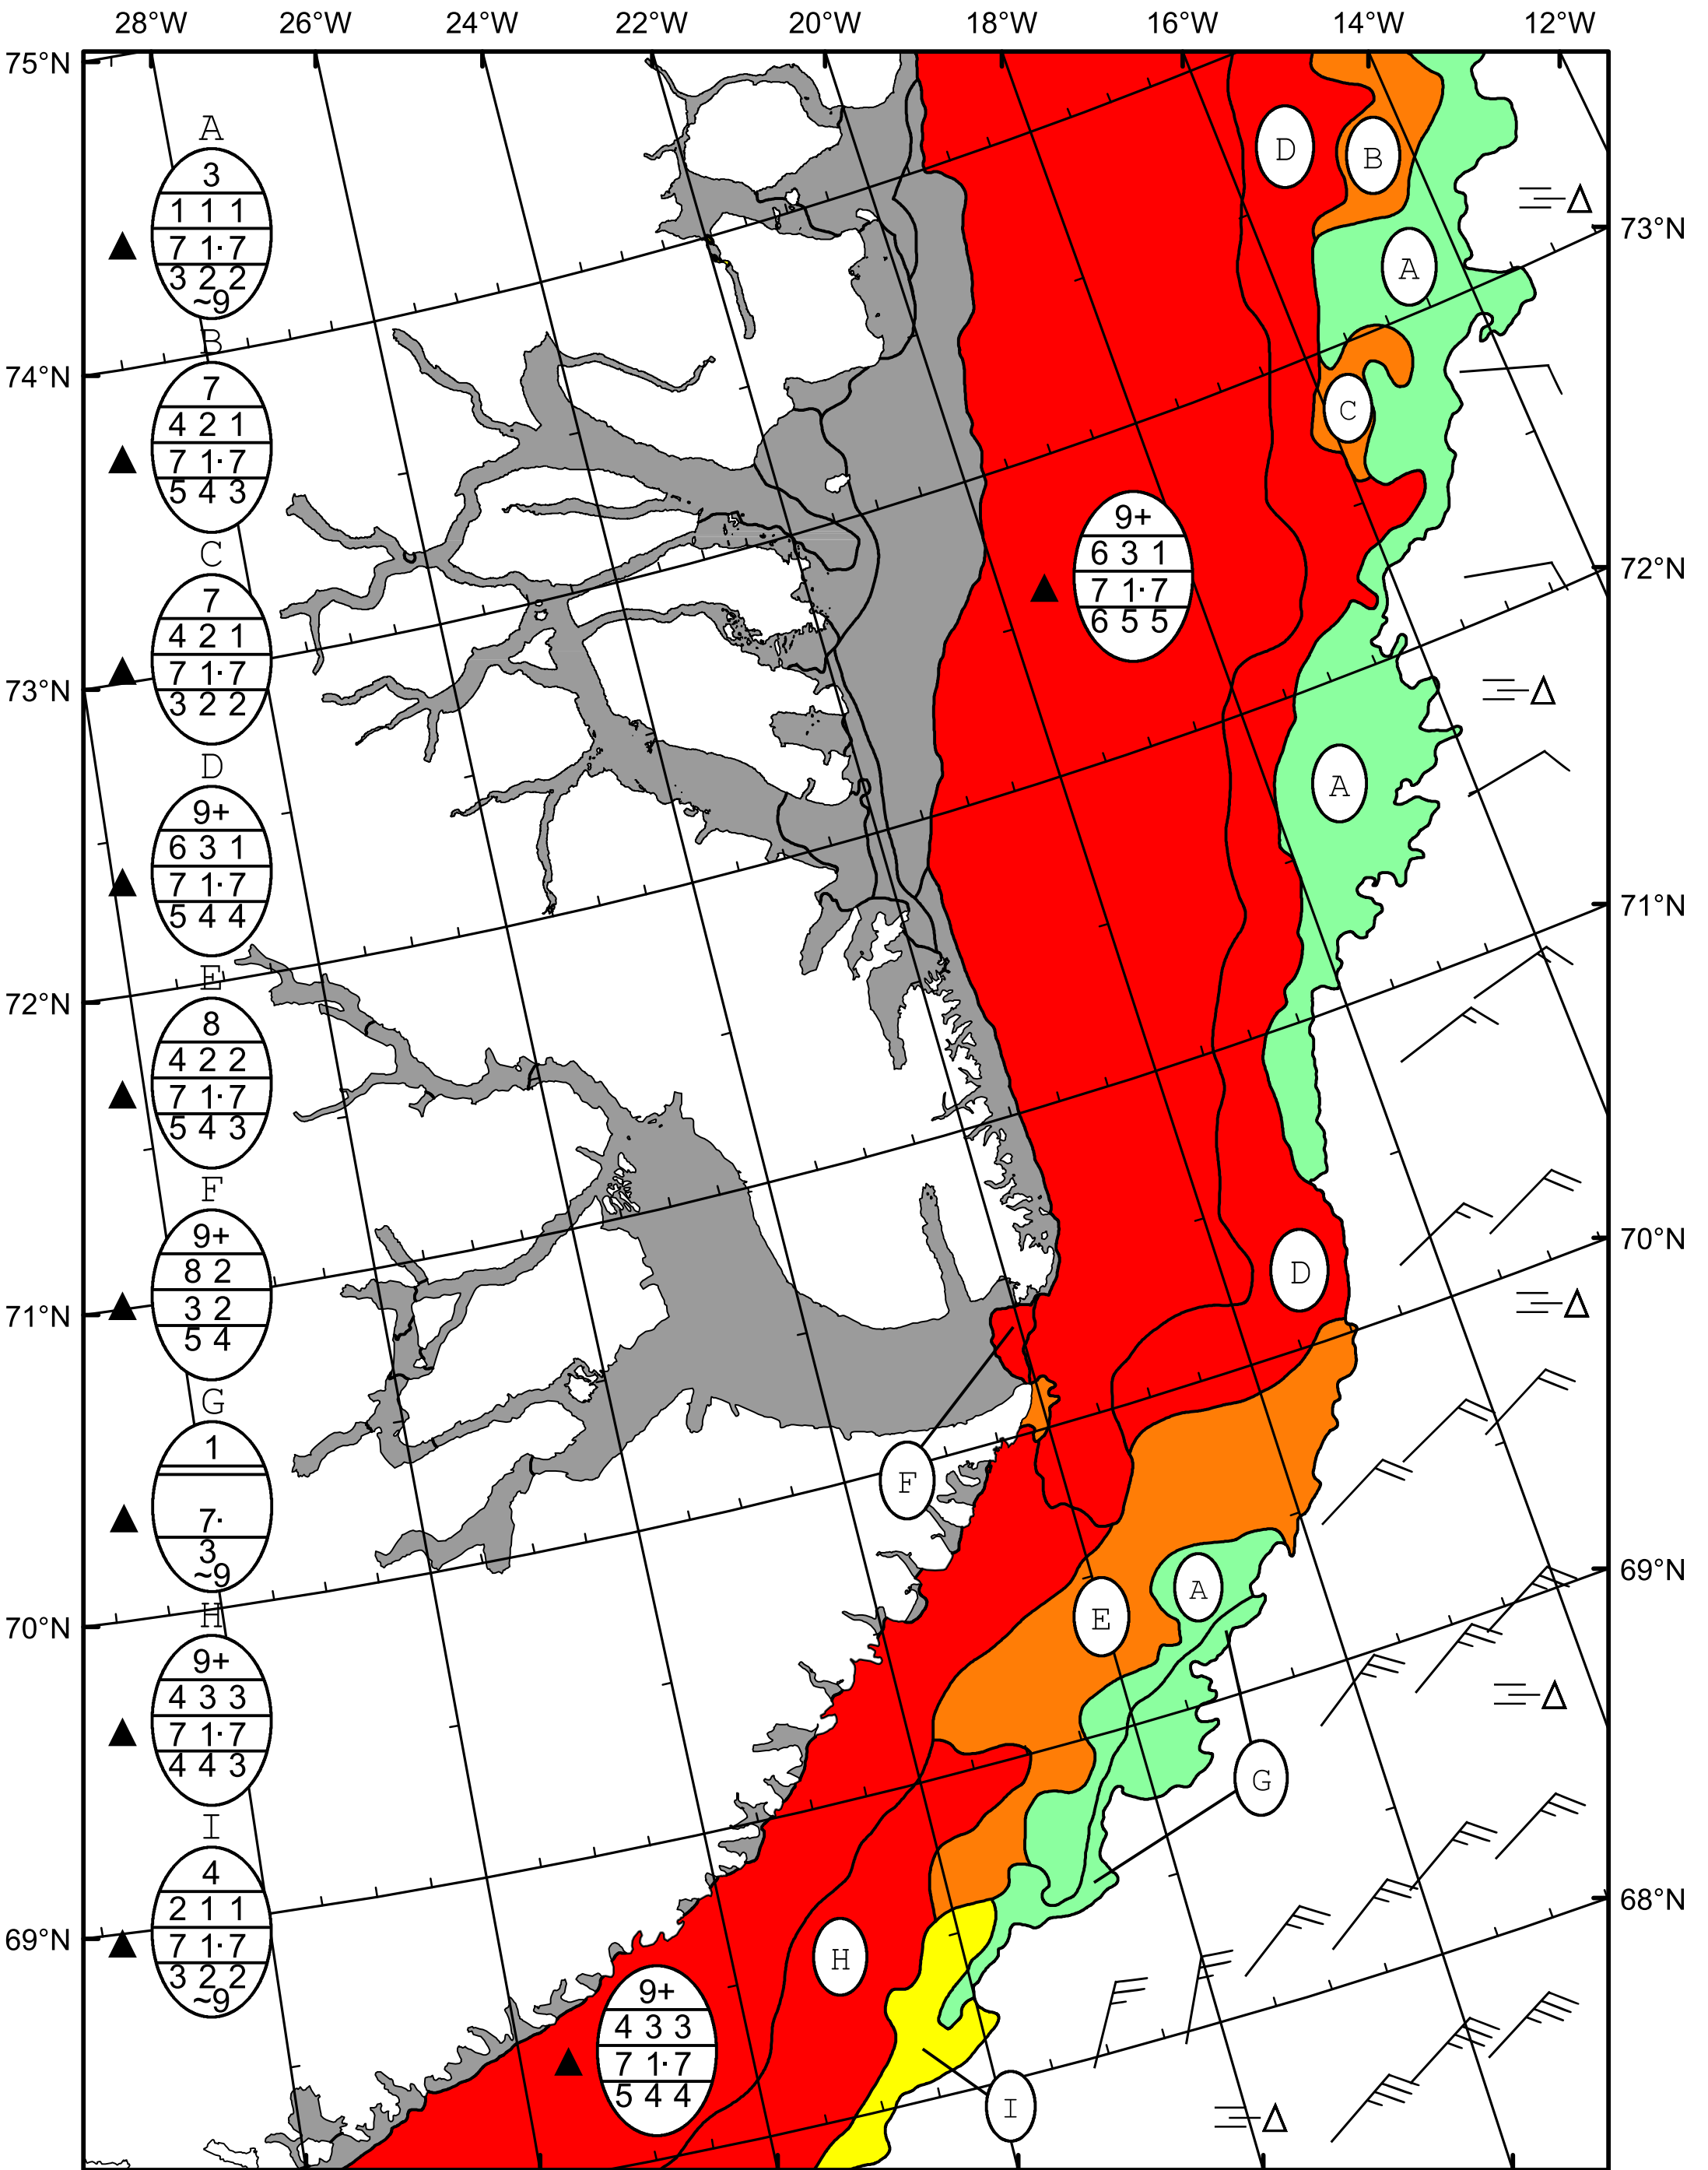 28°W 26°W 24°W 22°W 20°W 18°W 16°W 14°W 12°W
75°N
74°N
73°N
72°N
71°N
70°N
69°N
73°N
72°N
71°N
70°N
69°N
68°N
A
3
1 1 1
7 1· 7
3 2 2
~9
B
7
4 2 1
7 1· 7
5 4 3
C
7
4 2 1
7 1· 7
3 2 2
D
9+
6 3 1
7 1· 7
5 4 4
E
8
4 2 2
7 1· 7
5 4 3
F
9+
8 2
3 2
5 4
G
1
7·
3
~9
H
9+
4 3 3
7 1· 7
4 4 3
I
4
2 1 1
7 1· 7
3 2 2
~9
D
B
A
C
9+
6 3 1
7 1· 7
6 5 5
A
D
F
E
A
G
H
9+
4 3 3
7 1· 7
5 4 4
I